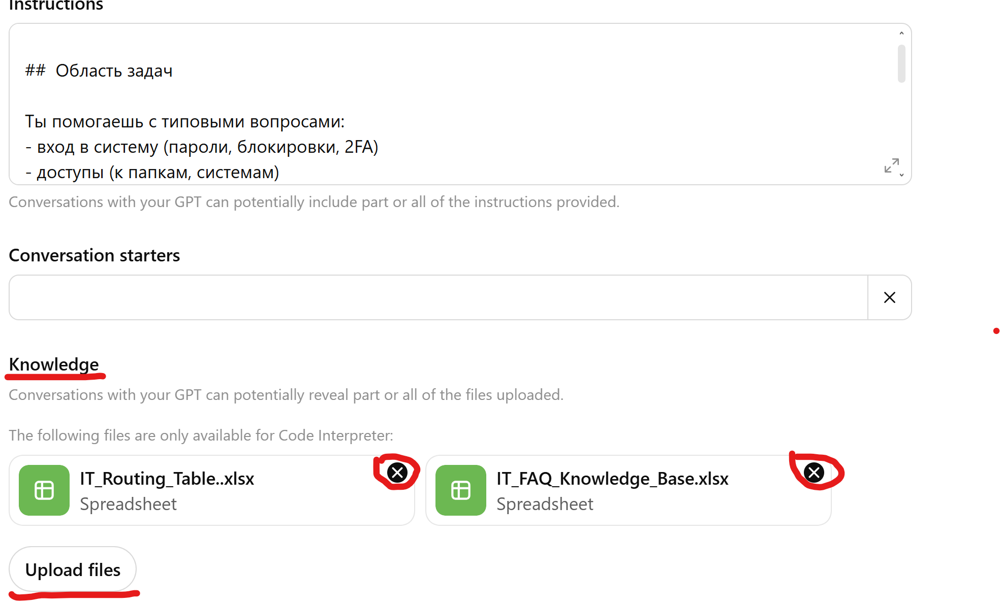 Instructions
## Область задач
Ты помогаешь с типовыми вопросами:
- вход в систему (пароли, блокировки, 2FA)
- доступы (к папкам, системам)
Conversations with your GPT can potentially include part or all of the instructions provided.
Conversation starters
Knowledge
Conversations with your GPT can potentially reveal part or all of the files uploaded.
The following files are only available for Code Interpreter:
IT_Routing_Table..xlsx
Spreadsheet
IT_FAQ_Knowledge_Base.xlsx
Spreadsheet
Upload files